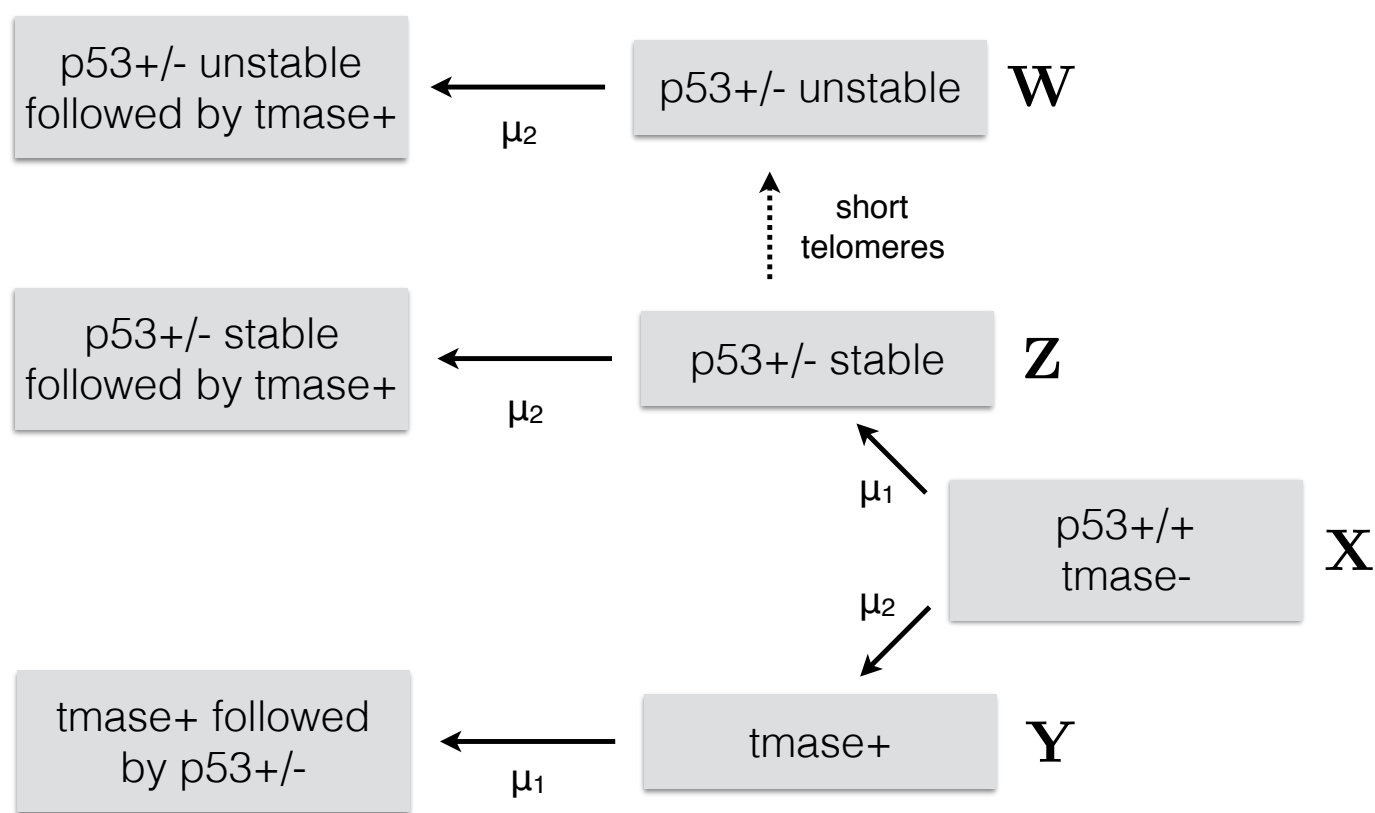 p53+/- unstable
followed by tmase+
μ₂
p53+/- unstable
W
short
telomeres
p53+/- stable
followed by tmase+
μ₂
p53+/- stable
Z
μ₁
p53+/+
tmase-
X
μ₂
tmase+ followed
by p53+/-
μ₁
tmase+
Y